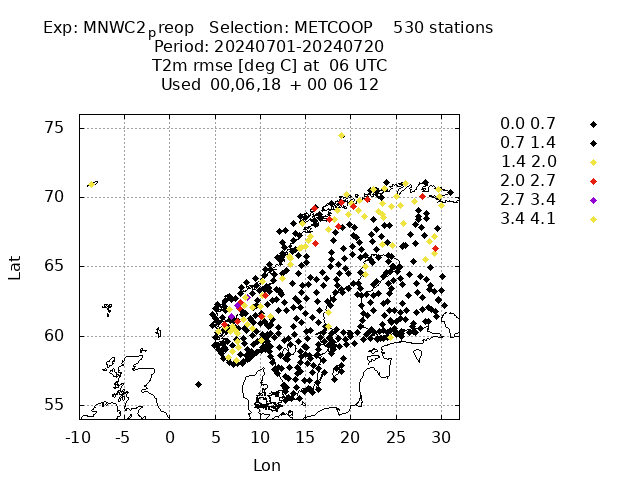 Exp: MNWC2preop Selection: METCOOP 530 stations
Period: 20240701-20240720
T2m rmse [deg C] at 06 UTC
Used 00,06,18 + 00 06 12
75
70
65
60
55
Lat
-10 -5 0 5 10 15 20 25 30
Lon
0.0 0.7
0.7 1.4
1.4 2.0
2.0 2.7
2.7 3.4
3.4 4.1